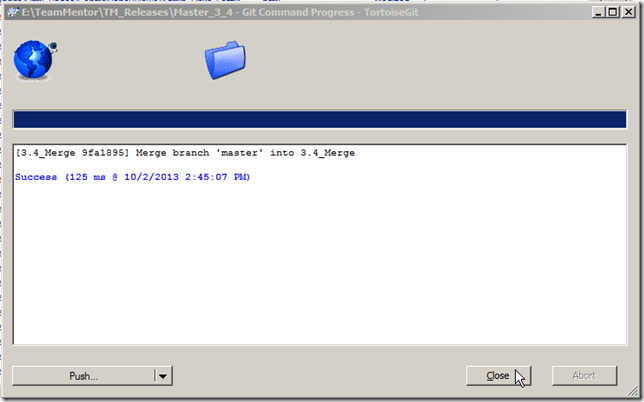 E:\TeamMentor\TM_Releases\Master_3_4 - Git Command Progress - TortoiseGit
[3.4_Merge 9fa1895] Merge branch 'master' into 3.4_Merge
Success (125 ms @ 10/2/2013 2:45:07 PM)
Push...
Close
Abort